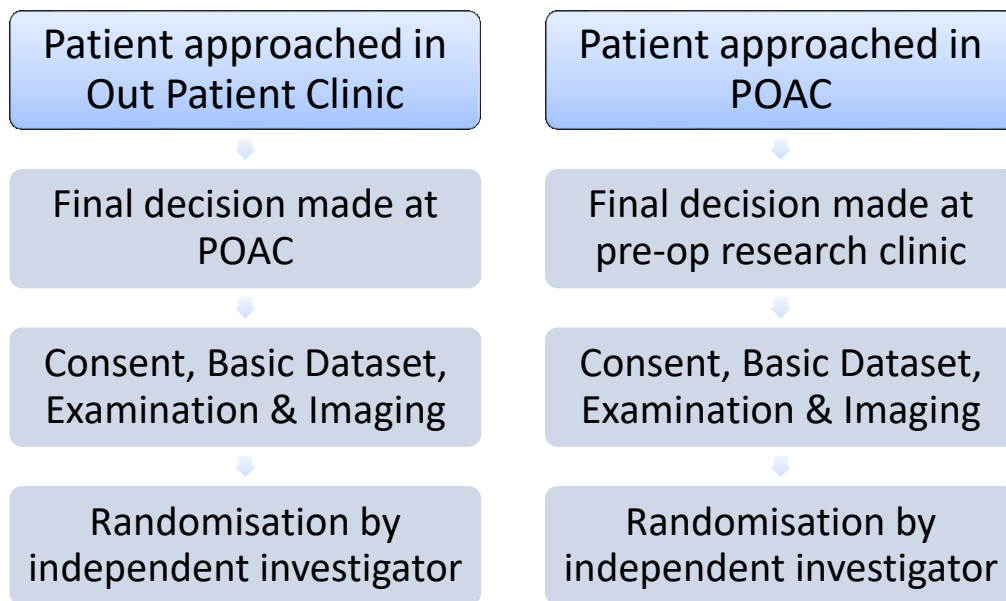 Patient approached in
Out Patient Clinic
Final decision made at
POAC
Consent, Basic Dataset,
Examination & Imaging
Randomisation by
independent investigator
Patient approached in
POAC
Final decision made at
pre-op research clinic
Consent, Basic Dataset,
Examination & Imaging
Randomisation by
independent investigator